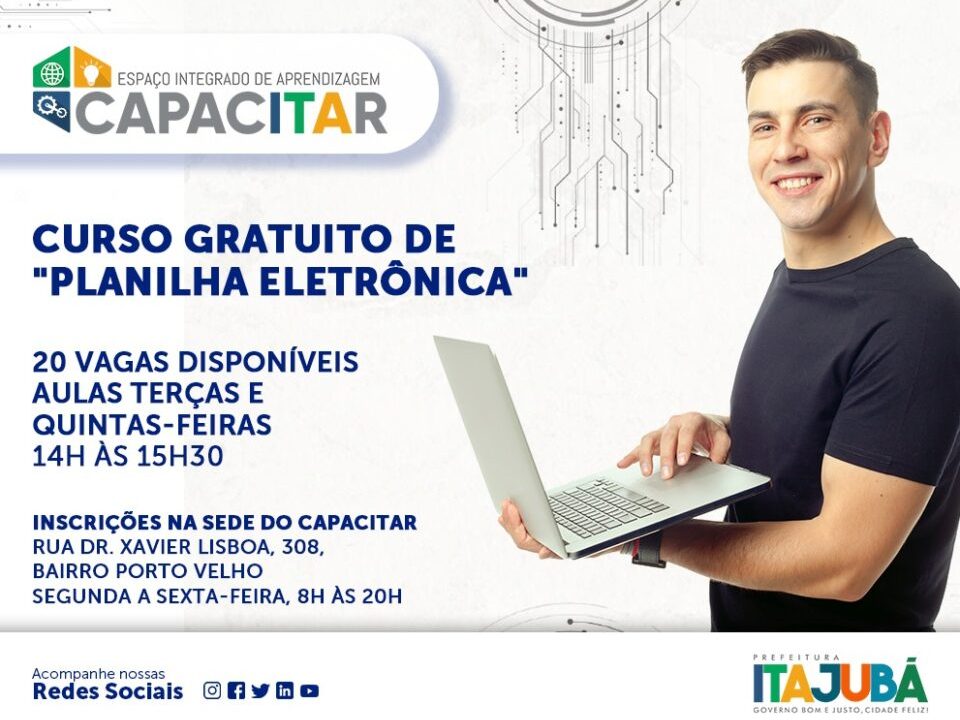 ESPAÇO INTEGRADO DE APRENDIZAGEM
CAPACITAR
CURSO GRATUITO DE
"PLANILHA ELETRÔNICA"
20 VAGAS DISPONÍVEIS
AULAS TERÇAS E
QUINTAS-FEIRAS
14H ÀS 15H30
INSCRIÇÕES NA SEDE DO CAPACITAR
RUA DR. XAVIER LISBOA, 308,
BAIRRO PORTO VELHO
SEGUNDA A SEXTA-FEIRA, 8H ÀS 20H
Acompanhe nossas
Redes Sociais
PREFEITURA
ITAJUBÁ
GOVERNO BOM E JUSTO, CIDADE FELIZ!